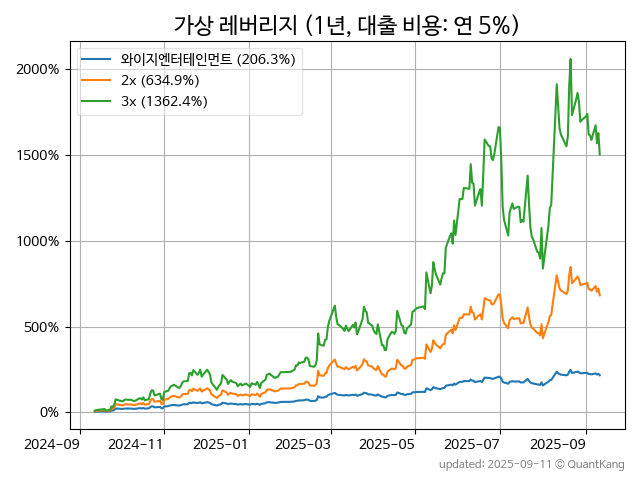 가상 레버리지 (1년, 대출 비용: 연 5%)
와이지엔터테인먼트 (206.3%)
2x (634.9%)
3x (1362.4%)
2000%
1500%
1000%
500%
0%
2024-09
2024-11
2025-01
2025-03
2025-05
2025-07
2025-09
updated: 2025-09-11 © QuantKang